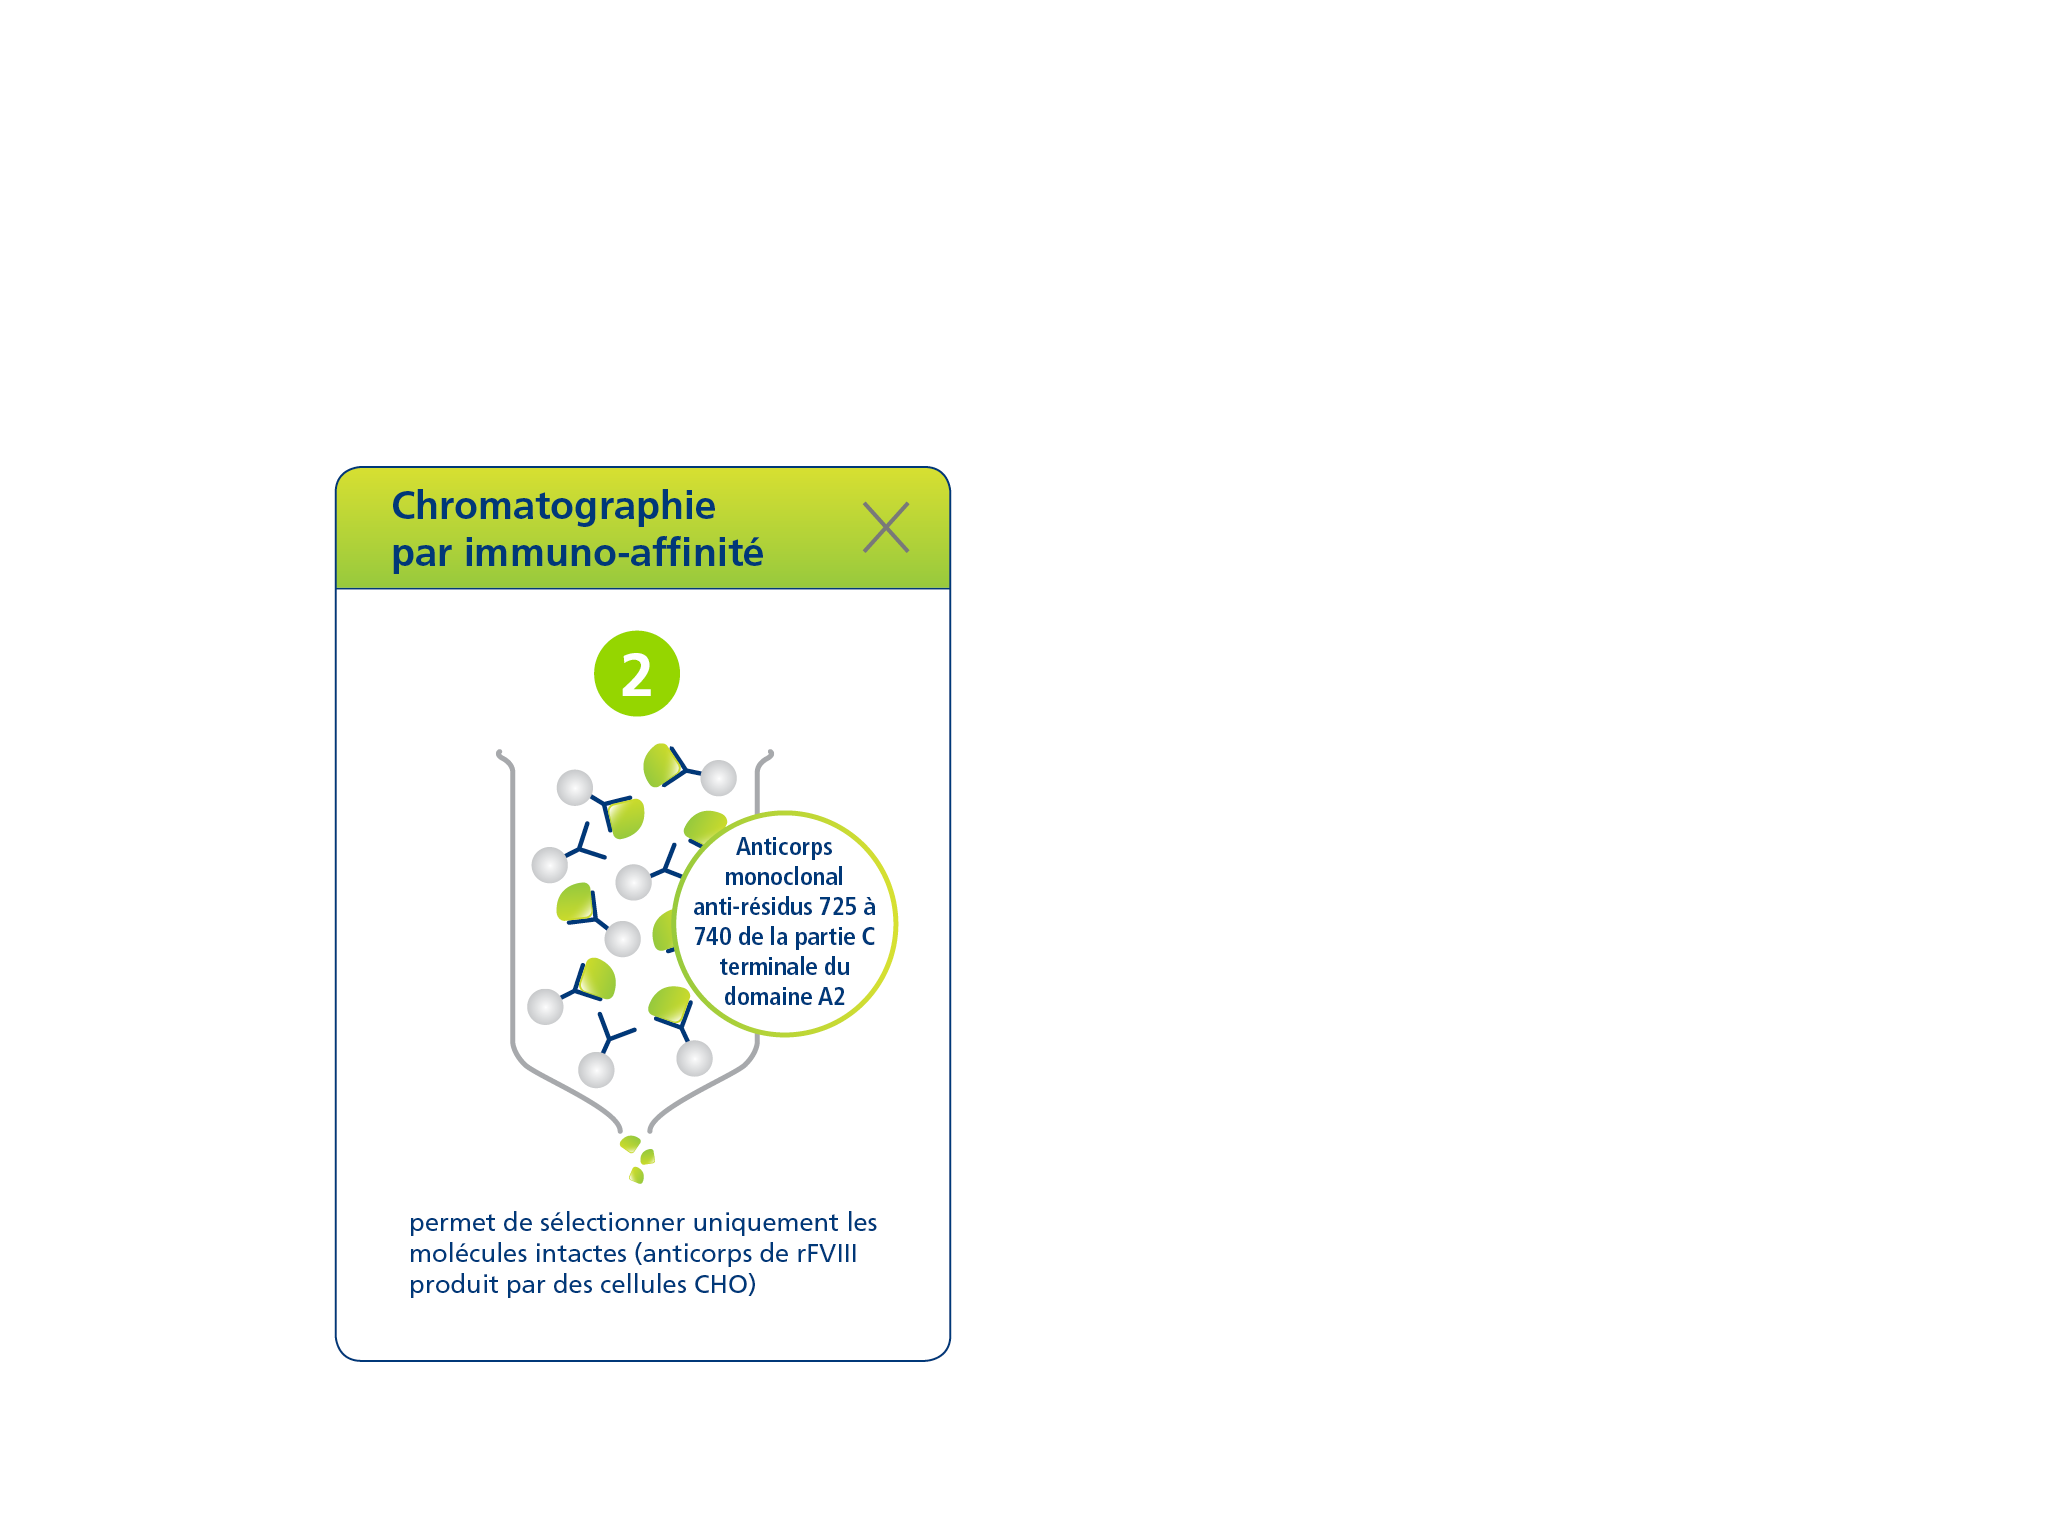 Chromatographie
par immuno-affinité
2
Anticorps
monoclonal
anti-résidus 725 à
740 de la partie C
terminale du
domaine A2
permet de sélectionner uniquement les
molécules intactes (anticorps de rFVIII
produit par des cellules CHO)